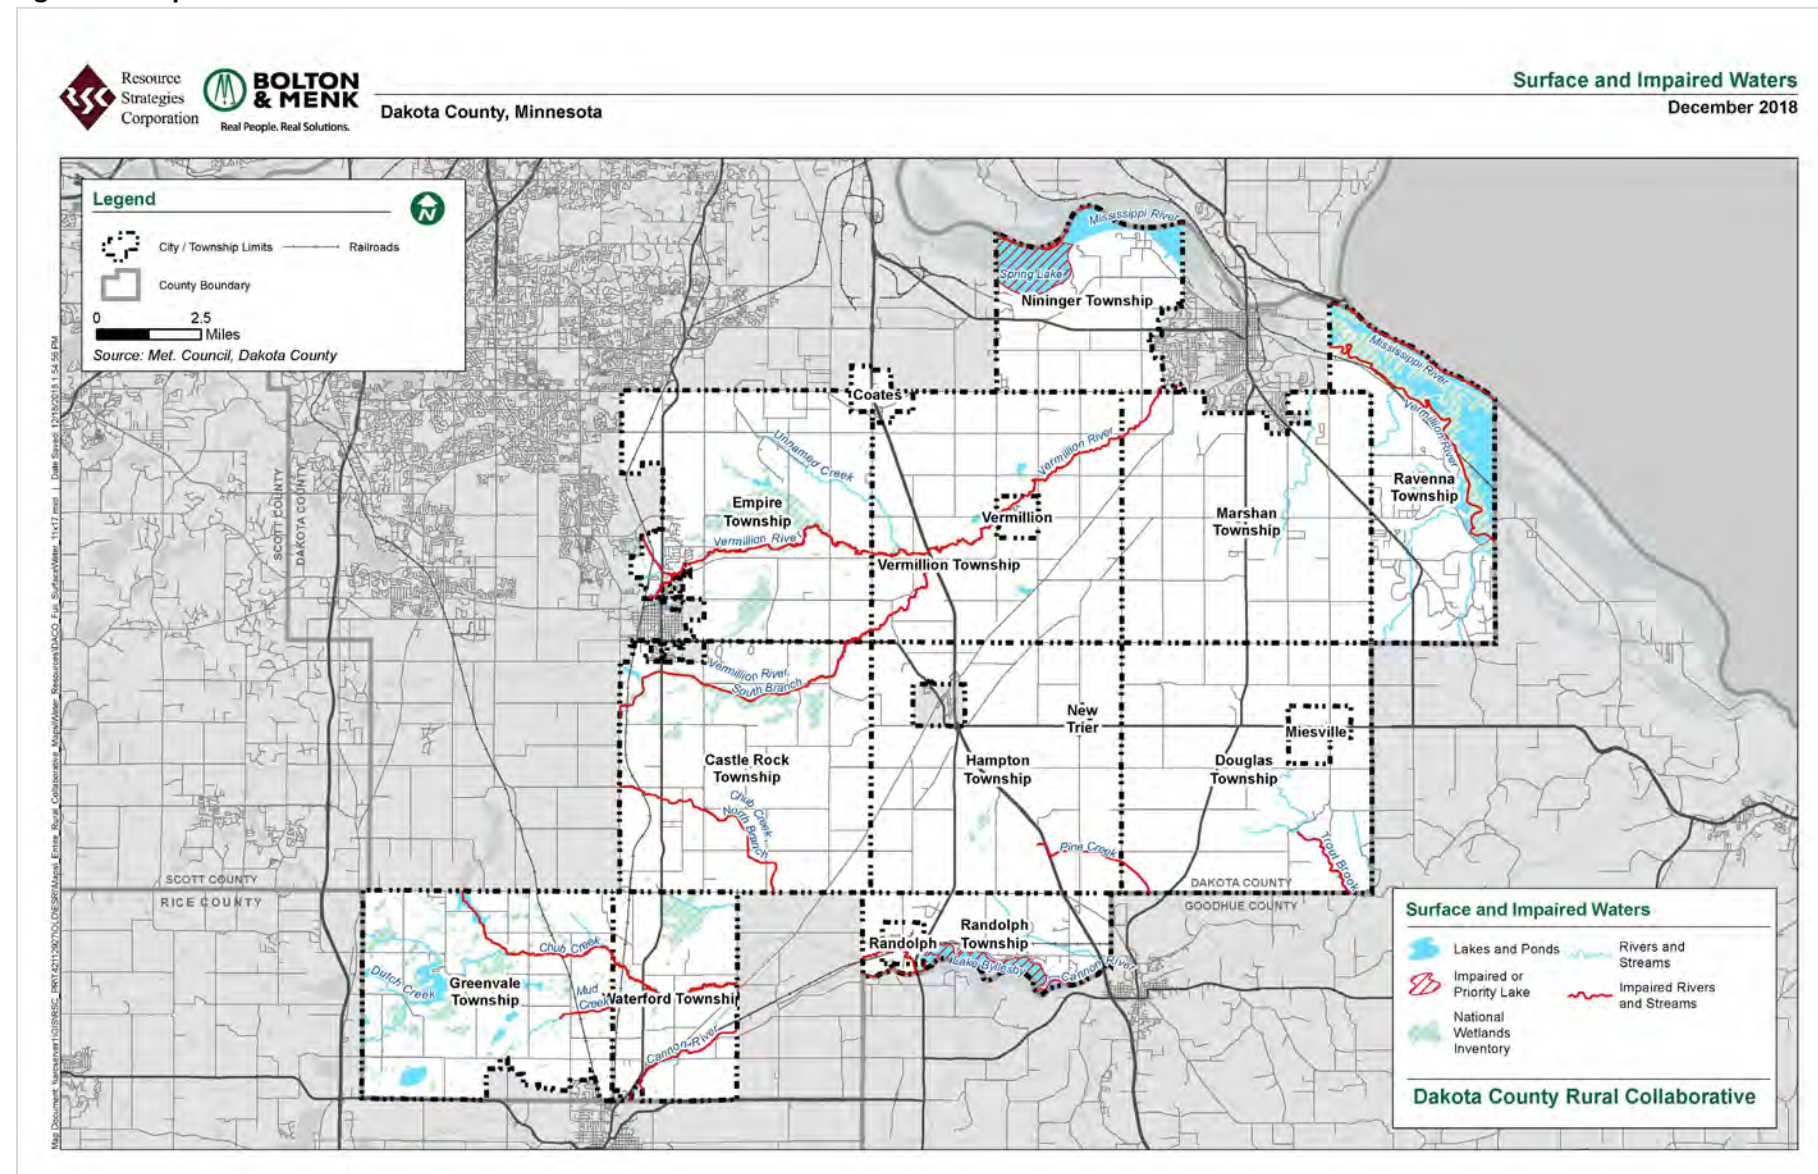 Resource
Strategies
Corporation
RSC
BOLTON
& MENK
Real People. Real Solutions.
Dakota County, Minnesota
Surface and Impaired Waters
December 2018
Legend
N
City / Township Limits
Railroads
County Boundary
0 2.5
Miles
Source: Met. Council, Dakota County
Mississippi River
Spring Lake
Nininger Township
Mississippi River
Coates
Unnamed Creek
Vermillion River
Vermillion River
SCOTT COUNTY
DAKOTA COUNTY
Empire
Township
Vermillion
Marshan
Township
Ravenna
Township
Vermillion River
Vermillion Township
Vermillion River,
South Branch
New
Trier
Miesville
Castle Rock
Township
Hampton
Township
Douglas
Township
Chub Creek,
North Branch
Pine Creek
Trout Brook
SCOTT COUNTY
RICE COUNTY
DAKOTA COUNTY
GOODHUE COUNTY
Chub Creek
Randolph
Randolph
Township
Lake Byllesby
Cannon River
Dutch Creek
Greenvale
Township
Mud
Creek
Waterford Township
Cannon River
Surface and Impaired Waters
Lakes and Ponds
Rivers and
Streams
Impaired or
Priority Lake
Impaired Rivers
and Streams
National
Wetlands
Inventory
Dakota County Rural Collaborative